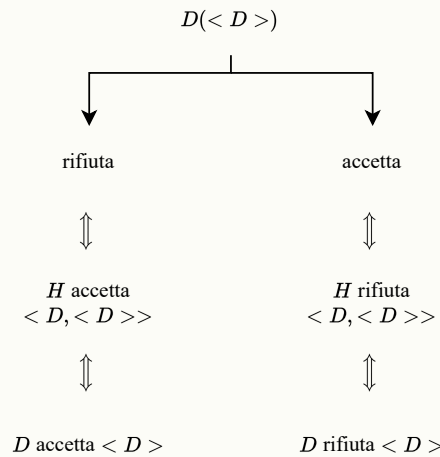 D(< D >)
rifiuta
accetta
⇕
⇕
H accetta
< D, < D >>
H rifiuta
< D, < D >>
⇕
⇕
D accetta < D >
D rifiuta < D >